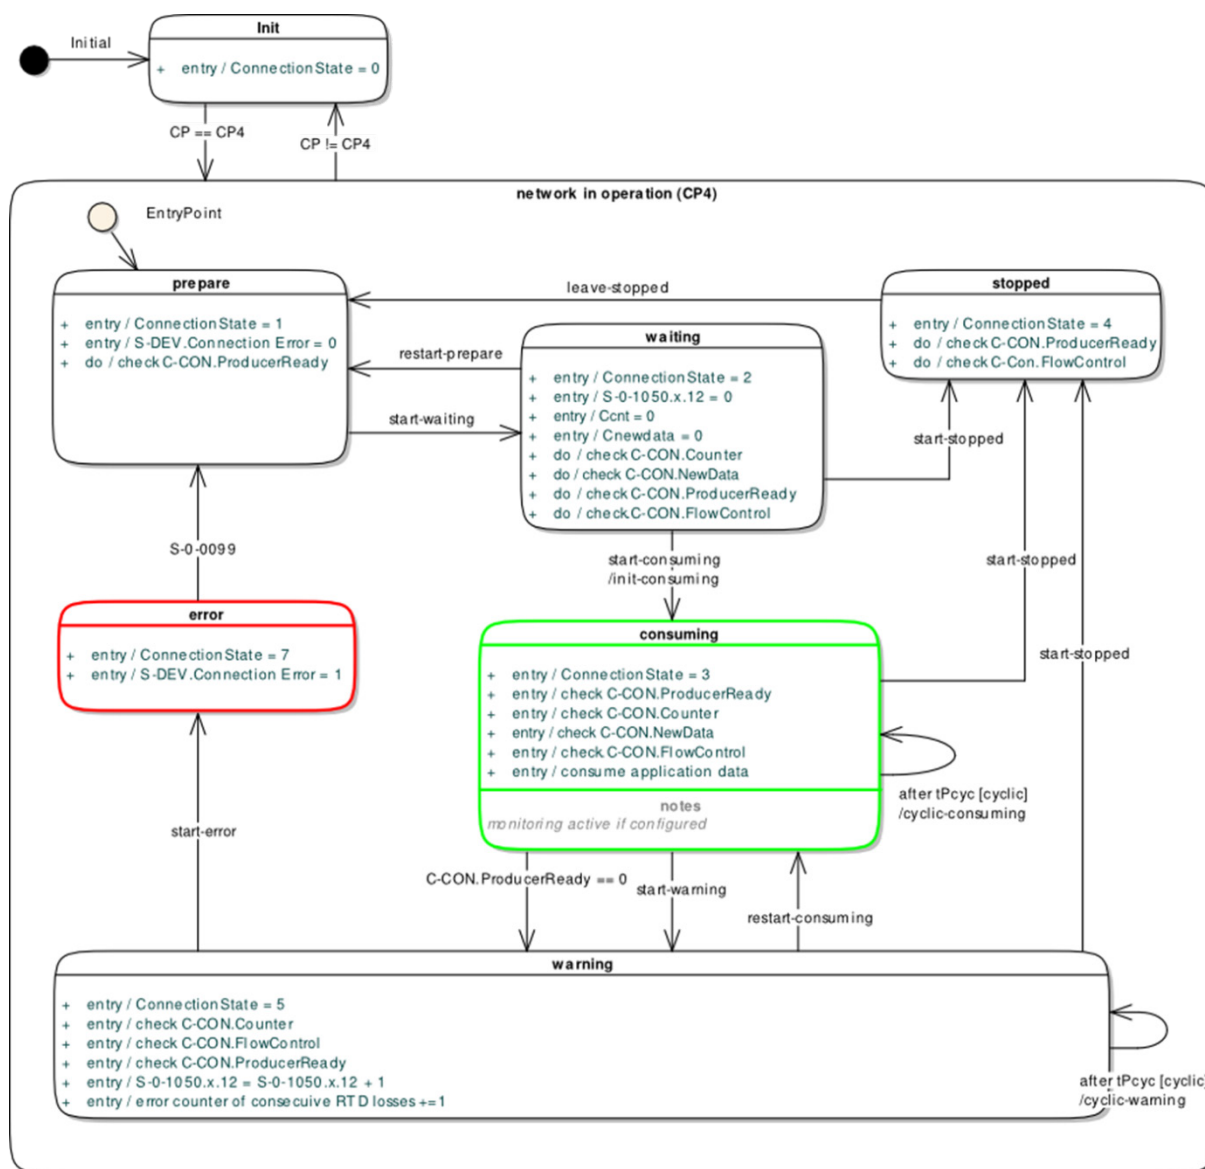 Initial
Init
+ entry / ConnectionState = 0
CP == CP4
CP != CP4
network in operation (CP4)
EntryPoint
prepare
+ entry / ConnectionState = 1
+ entry / S-DEV.Connection Error = 0
+ do / check C-CON.ProducerReady
leave-stopped
stopped
+ entry / ConnectionState = 4
+ do / check C-CON.ProducerReady
+ do / check C-Con.FlowControl
restart-prepare
start-waiting
waiting
+ entry / ConnectionState = 2
+ entry / S-0-1050.x.12 = 0
+ entry / Ccnt = 0
+ entry / Cnewdata = 0
+ do / check C-CON.Counter
+ do / check C-CON.NewData
+ do / check C-CON.ProducerReady
+ do / check C-CON.FlowControl
start-stopped
S-0-0099
start-consuming
/init-consuming
start-stopped
error
+ entry / ConnectionState = 7
+ entry / S-DEV.Connection Error = 1
consuming
+ entry / ConnectionState = 3
+ entry / check C-CON.ProducerReady
+ entry / check C-CON.Counter
+ entry / check C-CON.NewData
+ entry / check C-CON.FlowControl
+ entry / consume application data
notes
monitoring active if configured
start-stopped
after tPcyc [cyclic]
/cyclic-consuming
start-error
C-CON.ProducerReady == 0
start-warning
restart-consuming
warning
+ entry / ConnectionState = 5
+ entry / check C-CON.Counter
+ entry / check C-CON.FlowControl
+ entry / check C-CON.ProducerReady
+ entry / S-0-1050.x.12 = S-0-1050.x.12 + 1
+ entry / error counter of consecuive RTD losses +=1
after tPcyc [cyclic]
/cyclic-warning